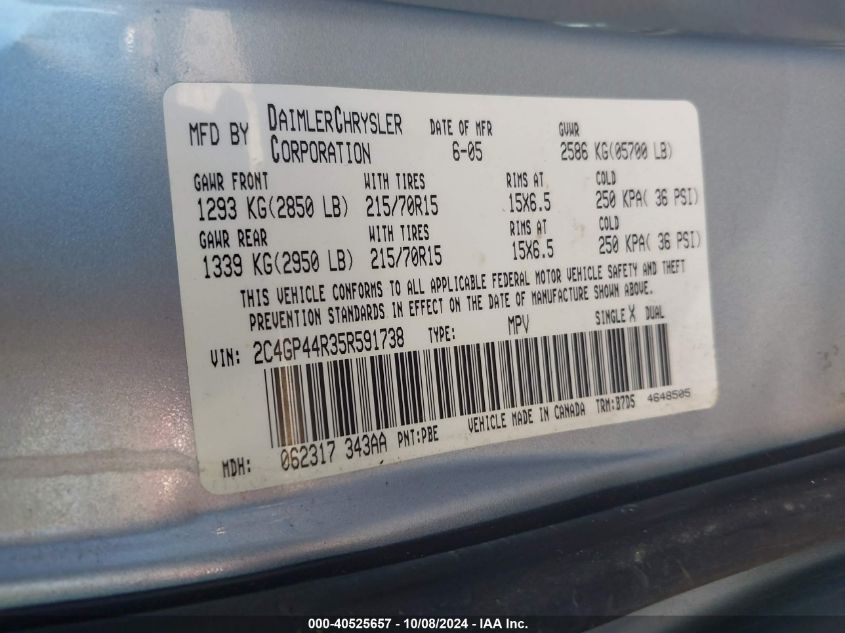 MFD BY DAIMLERCHRYSLER CORPORATION DATE OF MFR 6-05 GVWR 2586 KG(05700 LB)
GAWR FRONT WITH TIRES RIMS AT COLD
1293 KG(2850 LB) 215/70R15 15X6.5 250 KPA( 36 PSI)
GAWR REAR WITH TIRES RIMS AT COLD
1339 KG(2950 LB) 215/70R15 15X6.5 250 KPA( 36 PSI)
THIS VEHICLE CONFORMS TO ALL APPLICABLE FEDERAL MOTOR VEHICLE SAFETY AND THEFT
PREVENTION STANDARDS IN EFFECT ON THE DATE OF MANUFACTURE SHOWN ABOVE.
VIN: 2C4GP44R35R591738 TYPE: MPV SINGLE X DUAL
MDH: 062317 343AA PNT:PBE VEHICLE MADE IN CANADA TRM:B7D5 4648505
000-40525657 - 10/08/2024 - IAA Inc.